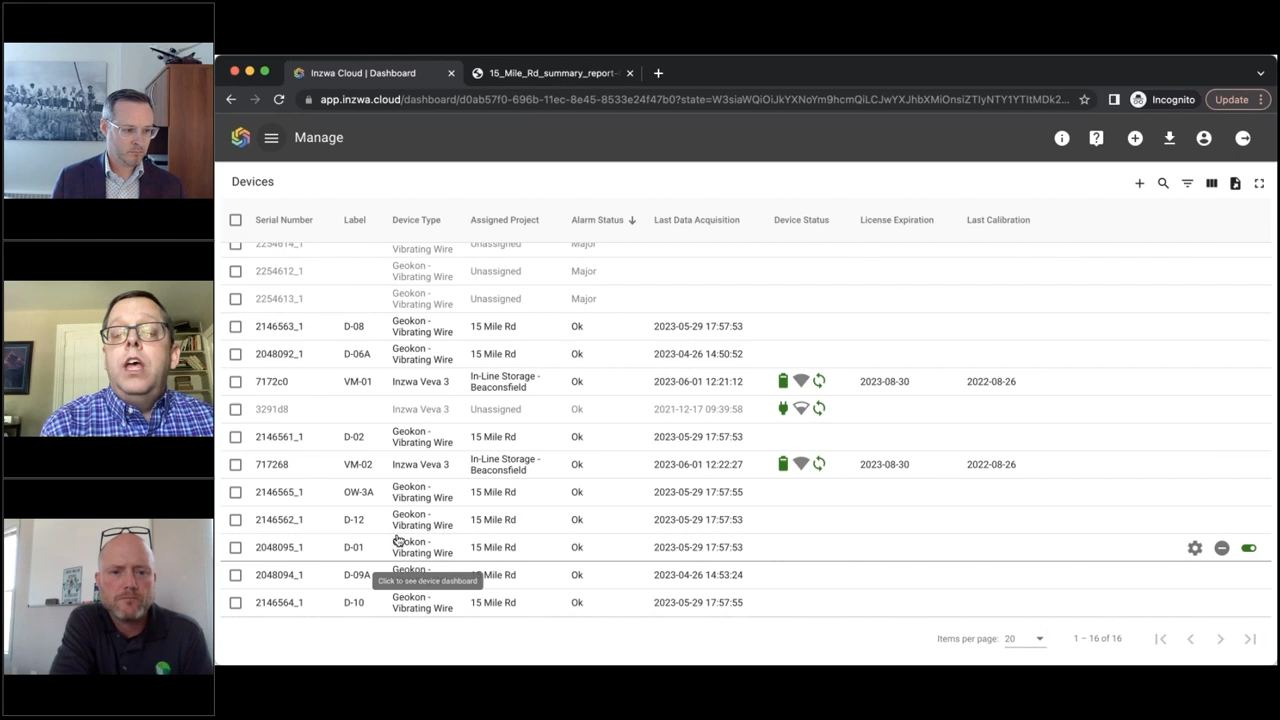 Inzwa Cloud | Dashboard
15_Mile_Rd_summary_report-
app.inzwa.cloud/dashboard/d0ab57f0-696b-11ec-8e45-8533e24f47b0?state=W3siaWQiOiJkYXNoYm9hcmQiLCJwYXJhbXMiOnsiZTIyNTY1YTItMDk2...
Incognito
Update
Manage
Devices
Serial Number Label Device Type Assigned Project Alarm Status Last Data Acquisition Device Status License Expiration Last Calibration
2254614_1 Vibrating Wire Unassigned Major
2254612_1 Geokon - Vibrating Wire Unassigned Major
2254613_1 Geokon - Vibrating Wire Unassigned Major
2146563_1 D-08 Geokon - Vibrating Wire 15 Mile Rd Ok 2023-05-29 17:57:53
2048092_1 D-06A Geokon - Vibrating Wire 15 Mile Rd Ok 2023-04-26 14:50:52
7172c0 VM-01 Inzwa Veva 3 In-Line Storage - Beaconsfield Ok 2023-06-01 12:21:12 2023-08-30 2022-08-26
3291d8 Inzwa Veva 3 Unassigned Ok 2021-12-17 09:39:58
2146561_1 D-02 Geokon - Vibrating Wire 15 Mile Rd Ok 2023-05-29 17:57:53
717268 VM-02 Inzwa Veva 3 In-Line Storage - Beaconsfield Ok 2023-06-01 12:22:27 2023-08-30 2022-08-26
2146565_1 OW-3A Geokon - Vibrating Wire 15 Mile Rd Ok 2023-05-29 17:57:55
2146562_1 D-12 Geokon - Vibrating Wire 15 Mile Rd Ok 2023-05-29 17:57:53
2048095_1 D-01 Geokon - Vibrating Wire 15 Mile Rd Ok 2023-05-29 17:57:53
2048094_1 D-09A Geokon - Mile Rd Ok 2023-04-26 14:53:24
Click to see device dashboard
2146564_1 D-10 Geokon - Vibrating Wire 15 Mile Rd Ok 2023-05-29 17:57:55
Items per page: 20 1 – 16 of 16